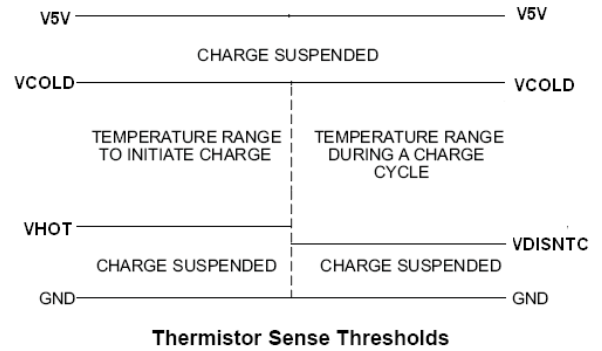 V5V
V5V
CHARGE SUSPENDED
VCOLD
VCOLD
TEMPERATURE RANGE
TO INITIATE CHARGE
TEMPERATURE RANGE
DURING A CHARGE
CYCLE
VHOT
VDISNTC
CHARGE SUSPENDED
CHARGE SUSPENDED
GND
GND
Thermistor Sense Thresholds